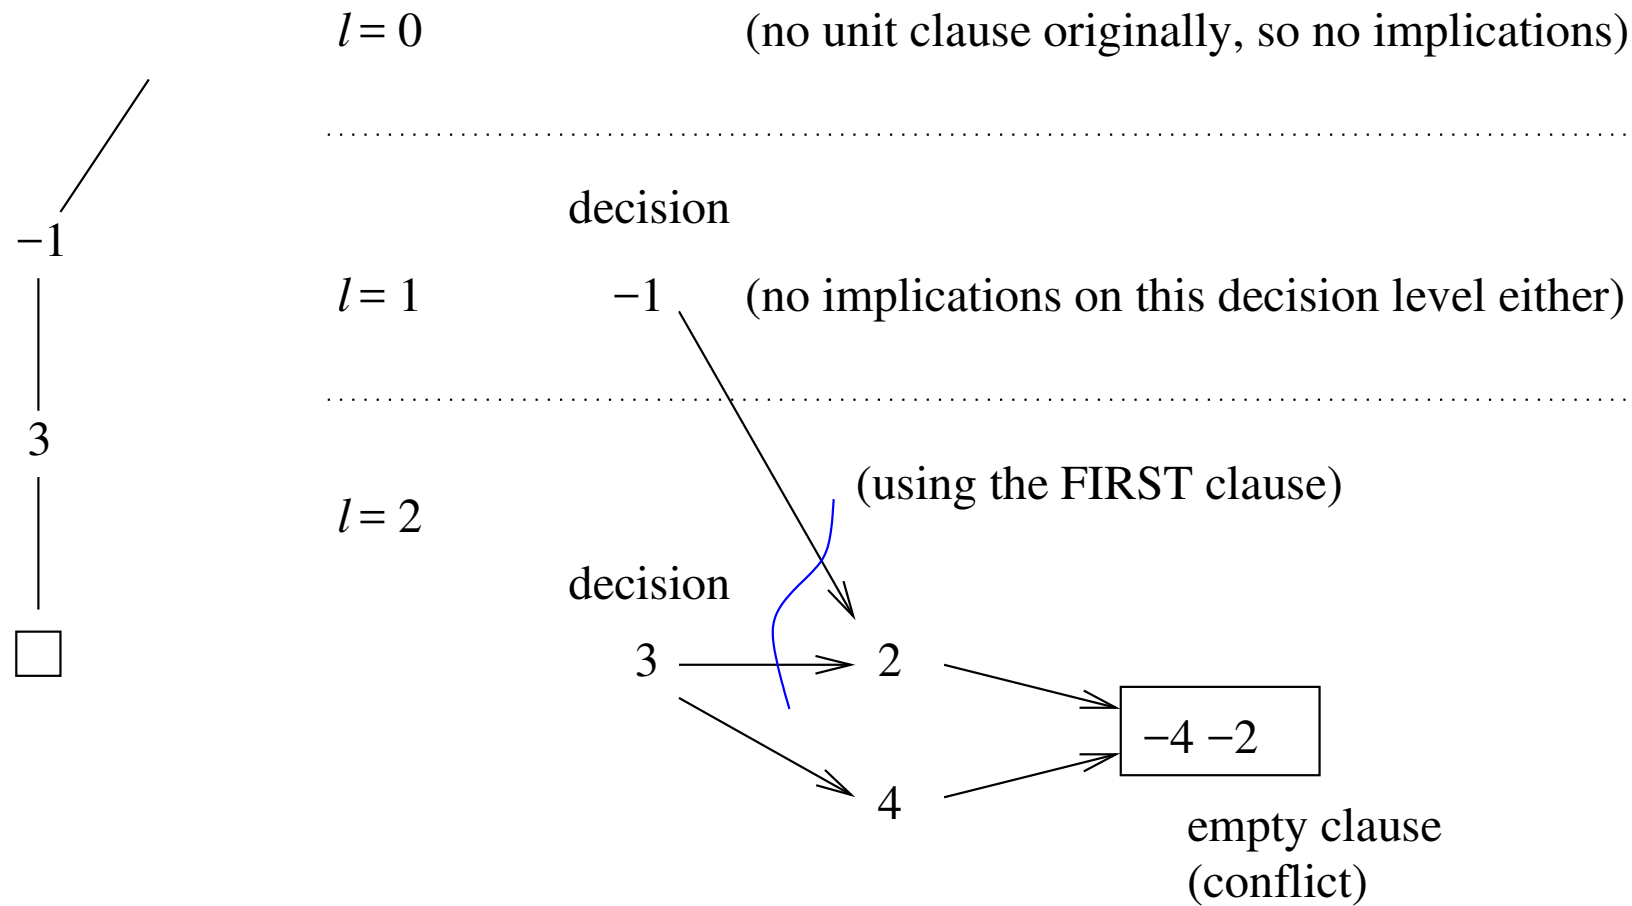 l = 0 (no unit clause originally, so no implications)
decision
−1
l = 1 −1 (no implications on this decision level either)
3
(using the FIRST clause)
l = 2
decision
3 2
−4 −2
4
empty clause
(conflict)